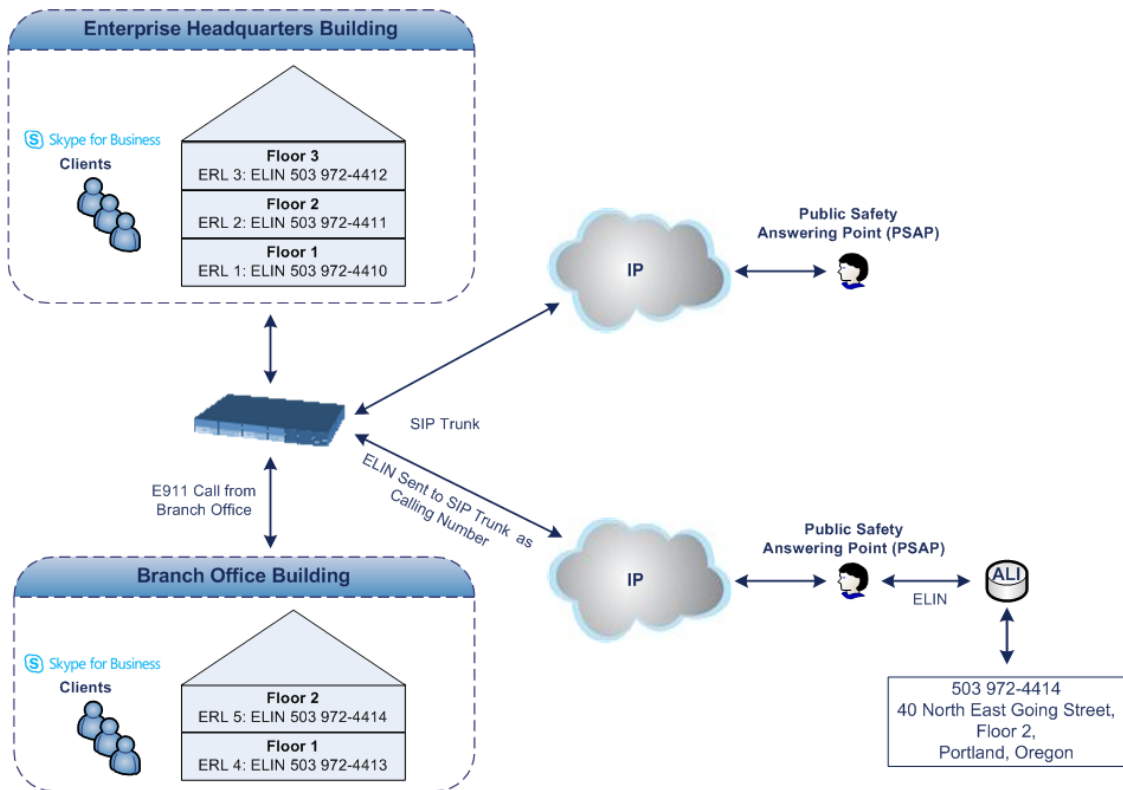 Enterprise Headquarters Building
Skype for Business
Clients
Floor 3
ERL 3: ELIN 503 972-4412
Floor 2
ERL 2: ELIN 503 972-4411
Floor 1
ERL 1: ELIN 503 972-4410
IP
Public Safety
Answering Point (PSAP)
SIP Trunk
ELIN Sent to SIP Trunk as
Calling Number
E911 Call from
Branch Office
IP
Public Safety
Answering Point (PSAP)
ELIN
ALI
503 972-4414
40 North East Going Street,
Floor 2,
Portland, Oregon
Branch Office Building
Skype for Business
Clients
Floor 2
ERL 5: ELIN 503 972-4414
Floor 1
ERL 4: ELIN 503 972-4413